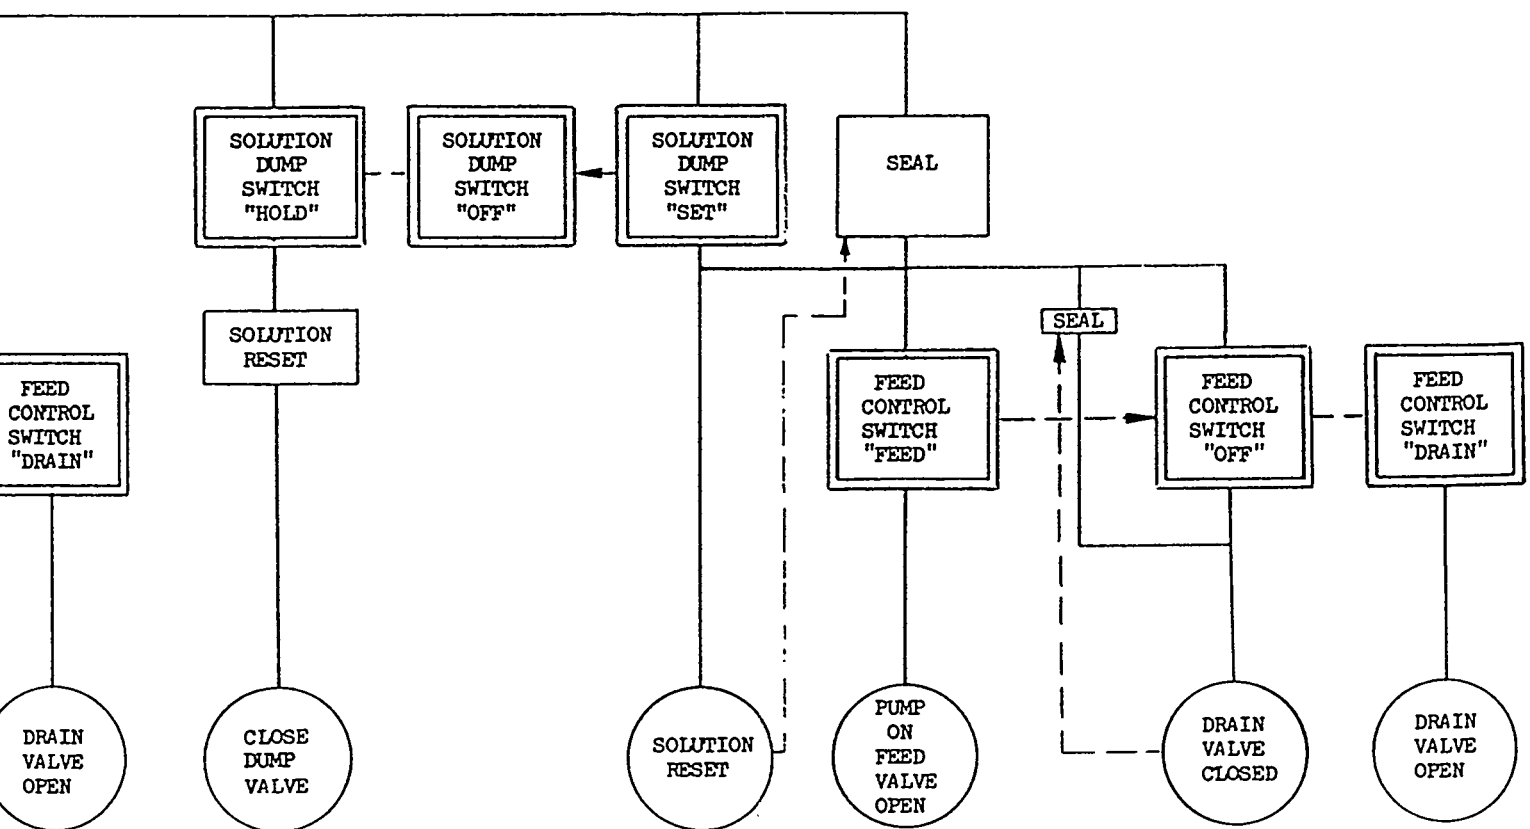 SOLUTION
DUMP
SWITCH
"HOLD"
SOLUTION
DUMP
SWITCH
"OFF"
SOLUTION
DUMP
SWITCH
"SET"
SEAL
SOLUTION
RESET
SEAL
FEED
CONTROL
SWITCH
"DRAIN"
FEED
CONTROL
SWITCH
"FEED"
FEED
CONTROL
SWITCH
"OFF"
FEED
CONTROL
SWITCH
"DRAIN"
DRAIN
VALVE
OPEN
CLOSE
DUMP
VALVE
SOLUTION
RESET
PUMP
ON
FEED
VALVE
OPEN
DRAIN
VALVE
CLOSED
DRAIN
VALVE
OPEN